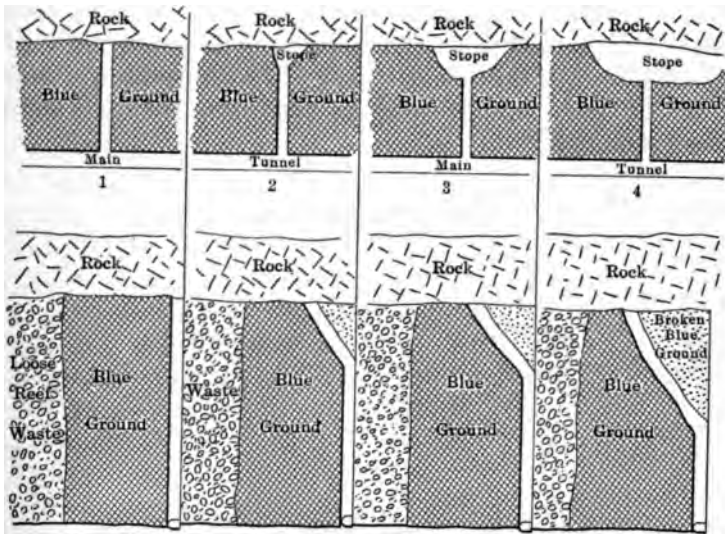 Rock
Rock
Rock
Rock
Stope
Stope
Stope
Blue Ground
Blue Ground
Blue Ground
Blue Ground
Main
Tunnel
Main
Tunnel
1
2
3
4
Rock
Rock
Rock
Rock
Loose
Reef
Waste
Blue
Ground
Waste
Blue
Ground
Blue
Ground
Broken
Blue
Ground
Blue
Ground